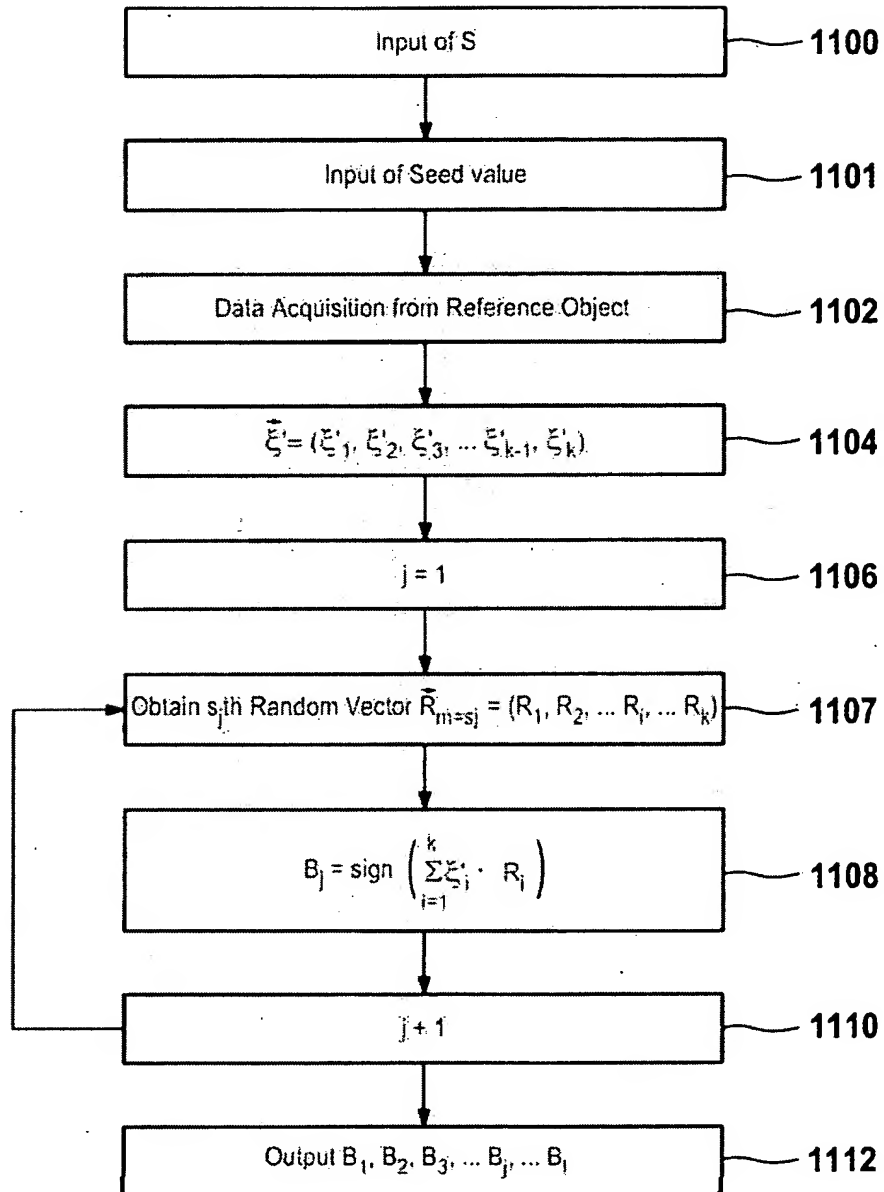 Input of S 1100
Input of Seed value 1101
Data Acquisition from Reference Object 1102
ξ⃗' = (ξ'₁, ξ'₂, ξ'₃, ... ξ'ₖ₋₁, ξ'ₖ) 1104
j = 1 1106
Obtain sⱼth Random Vector R⃗ₘ₌ₛⱼ = (R₁, R₂, ... Rᵢ, ... Rₖ) 1107
Bⱼ = sign ( k Σ i=1 ξ'ᵢ · Rᵢ ) 1108
j + 1 1110
Output B₁, B₂, B₃, ... Bⱼ, ... Bₗ 1112